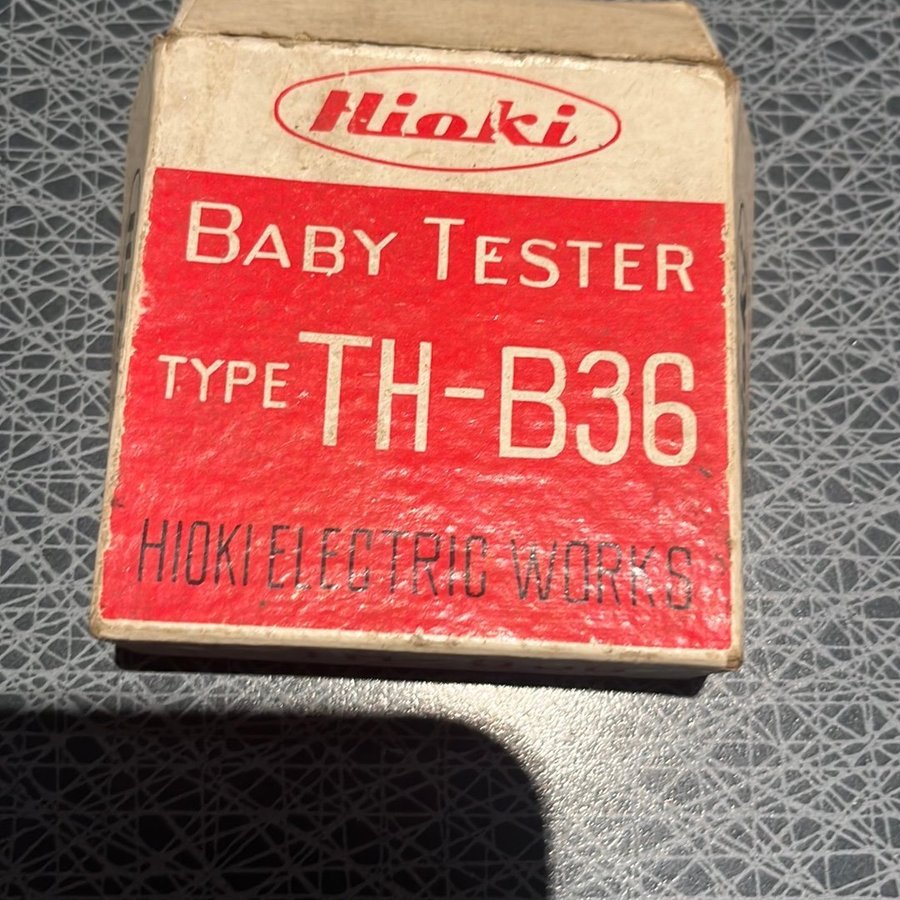 Hioki
BABY TESTER
TYPE TH-B36
HIOKI ELECTRIC WORKS